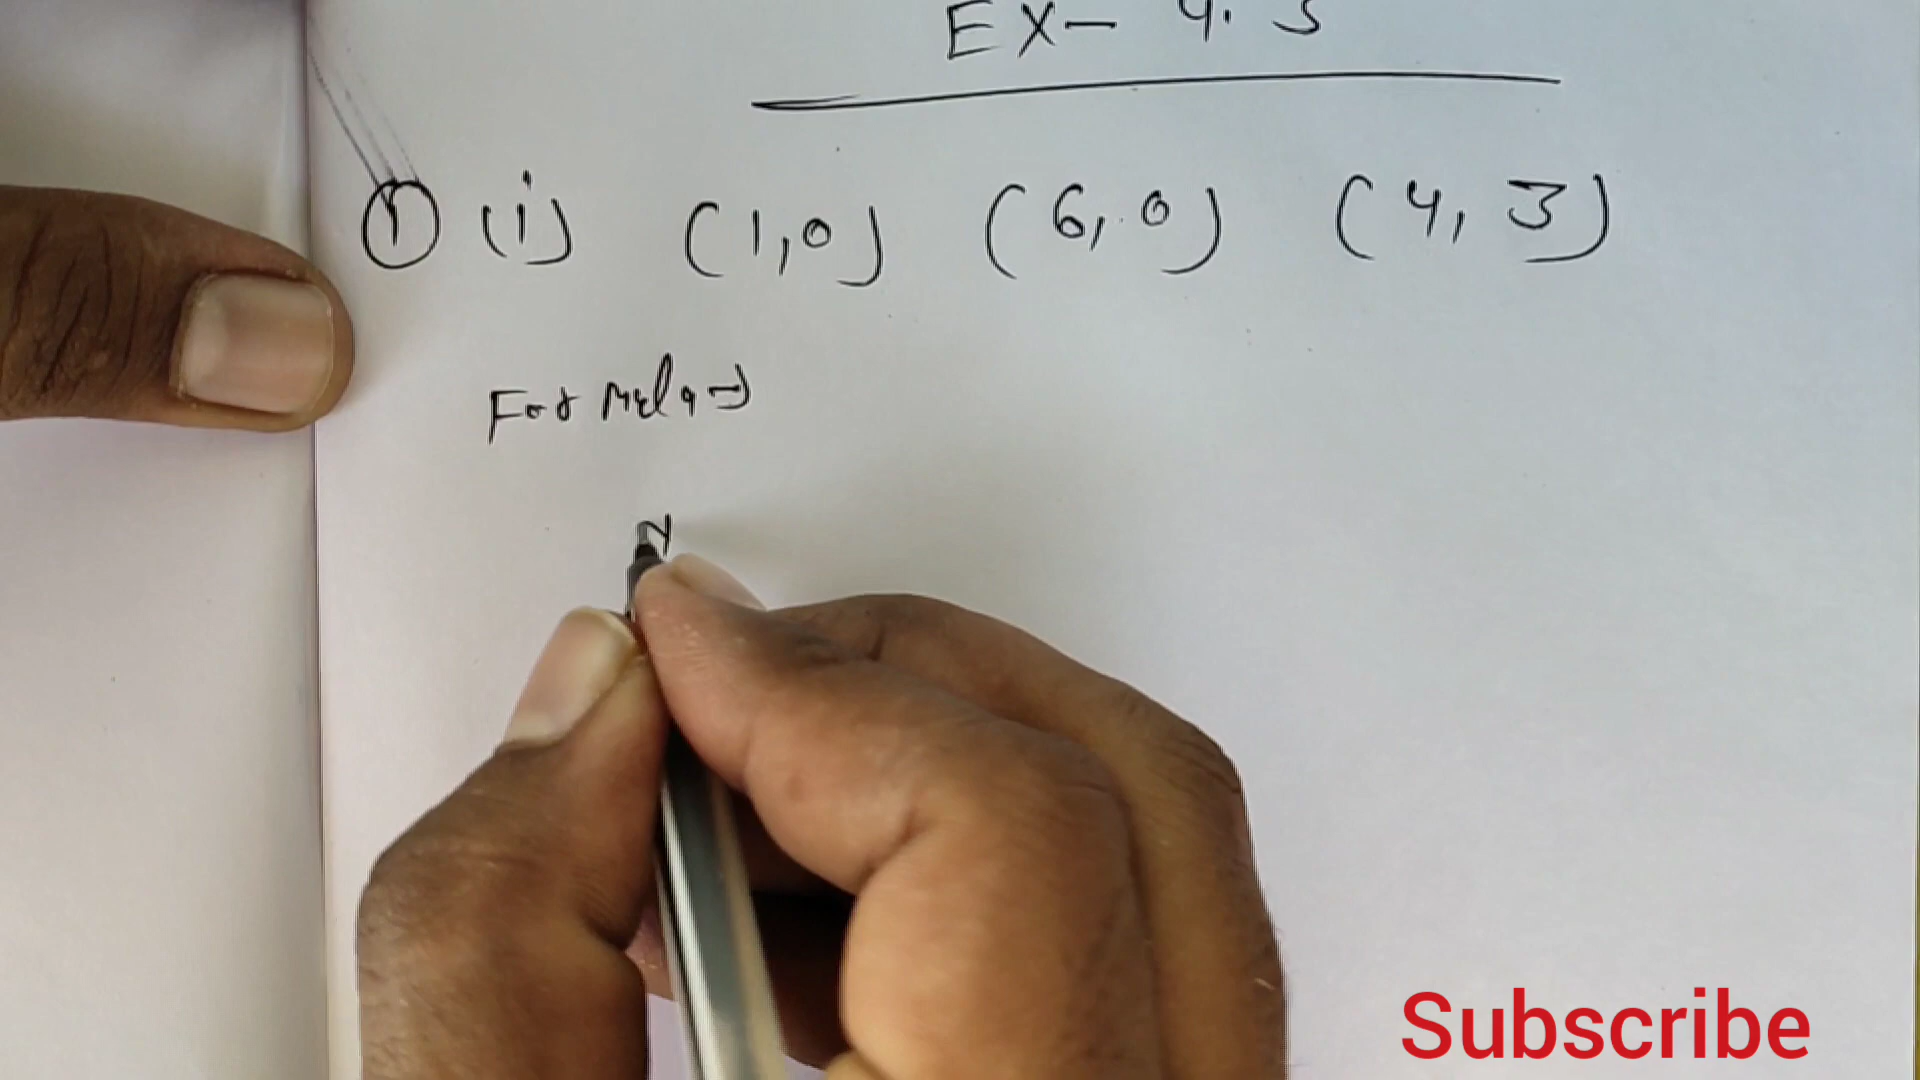 Ex- 4.3
① (i) (1,0) (6,0) (4,3)
Formula→
Subscribe